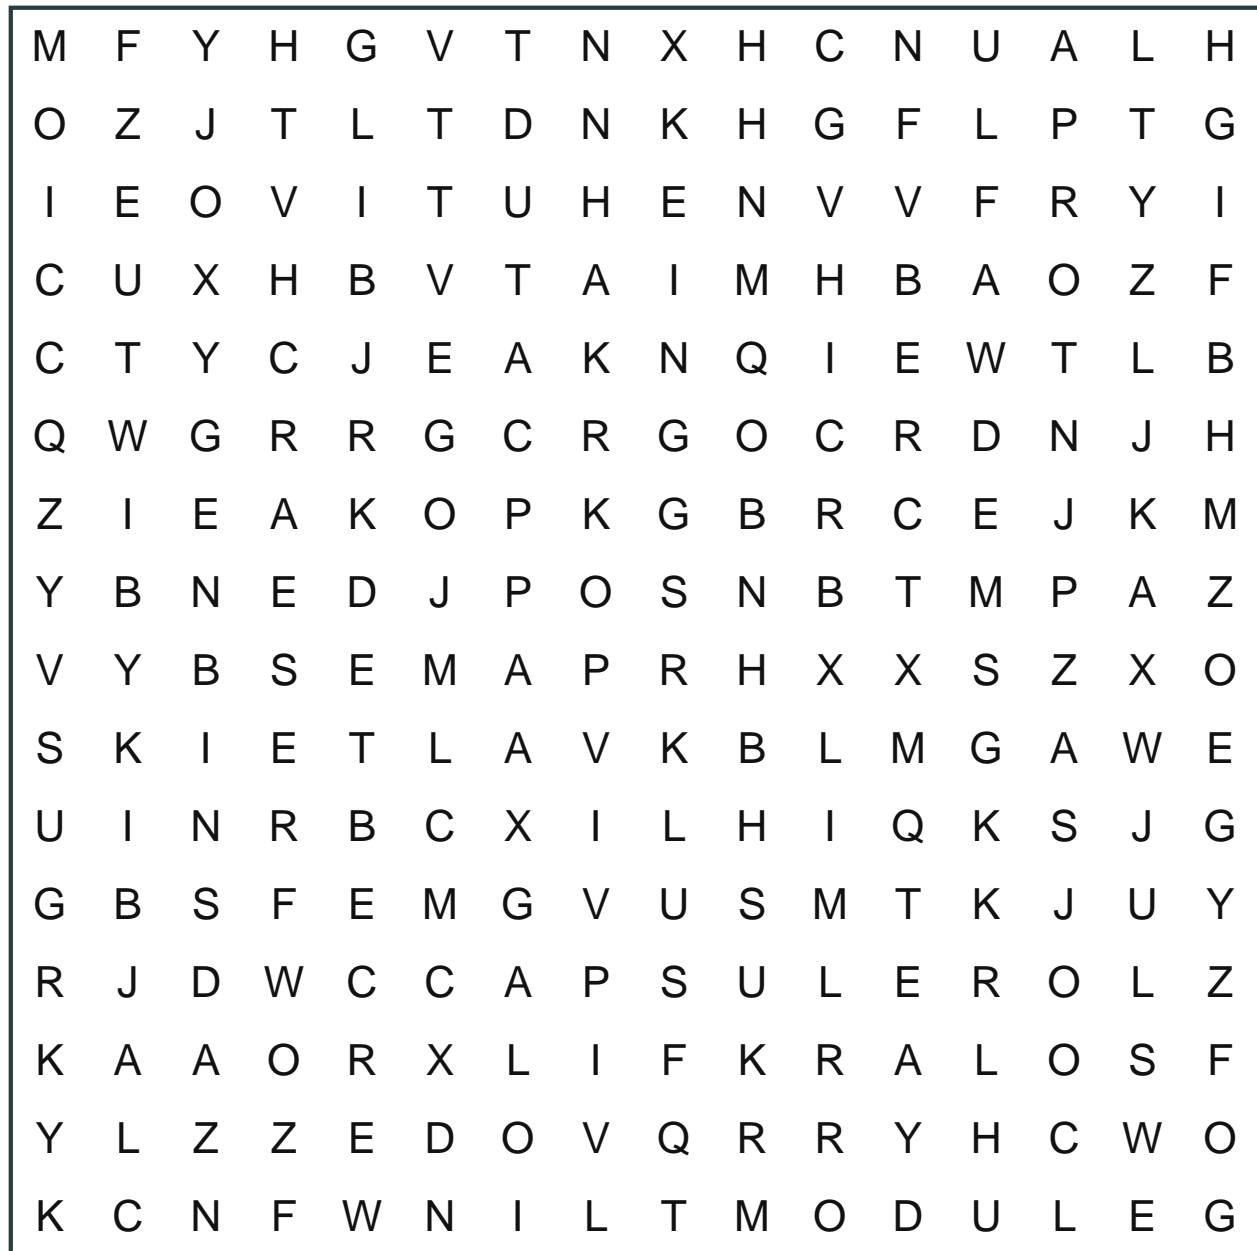 M F Y H G V T N X H C N U A L H
O Z J T L T D N K H G F L P T G
I E O V I T U H E N V V F R Y I
C U X H B V T A I M H B A O Z F
C T Y C J E A K N Q I E W T L B
Q W G R R G C R G O C R D N J H
Z I E A K O P K G B R C E J K M
Y B N E D J P O S N B T M P A Z
V Y B S E M A P R H X X S Z X O
S K I E T L A V K B L M G A W E
U I N R B C X I L H I Q K S J G
G B S F E M G V U S M T K J U Y
R J D W C C A P S U L E R O L Z
K A A O R X L I F K R A L O S F
Y L Z Z E D O V Q R R Y H C W O
K C N F W N I L T M O D U L E G